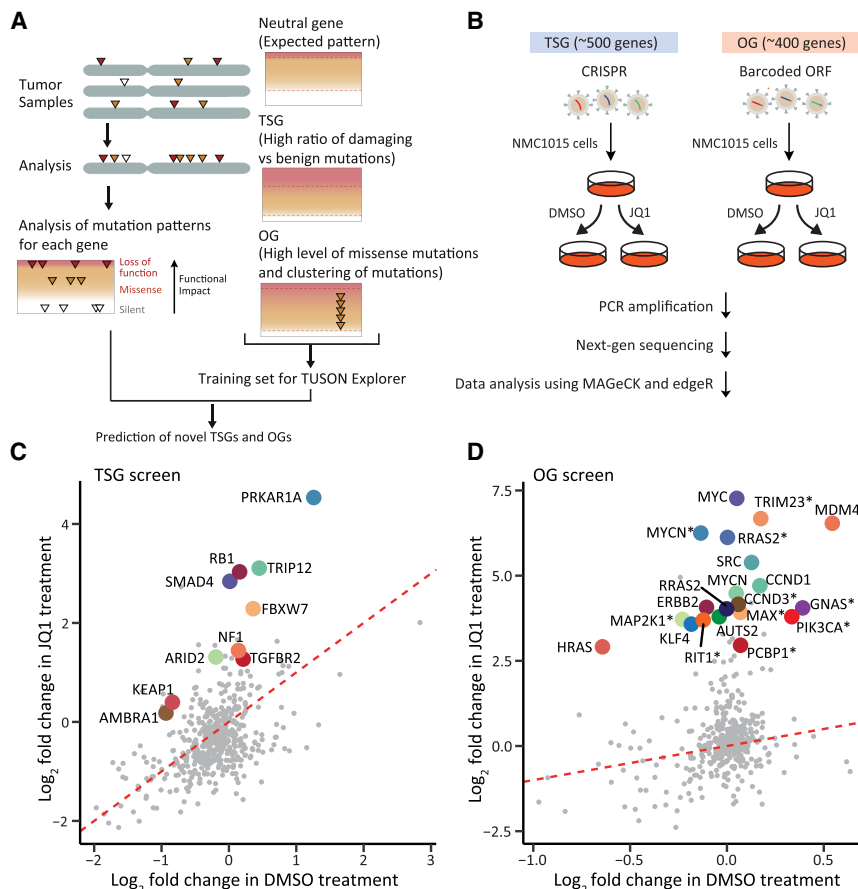 A
Tumor
Samples
Analysis
Analysis of mutation patterns
for each gene
Loss of
function
Missense
Silent
Functional
Impact
Neutral gene
(Expected pattern)
TSG
(High ratio of damaging
vs benign mutations)
OG
(High level of missense mutations
and clustering of mutations)
Training set for TUSON Explorer
Prediction of novel TSGs and OGs
B
TSG (~500 genes)
OG (~400 genes)
CRISPR
Barcoded ORF
NMC1015 cells
NMC1015 cells
DMSO
JQ1
DMSO
JQ1
PCR amplification
Next-gen sequencing
Data analysis using MAGeCK and edgeR
C
TSG screen
Log2 fold change in JQ1 treatment
4
2
0
−2
PRKAR1A
RB1
TRIP12
SMAD4
FBXW7
NF1
ARID2
TGFBR2
KEAP1
AMBRA1
−2
−1
0
1
2
3
Log2 fold change in DMSO treatment
D
OG screen
Log2 fold change in JQ1 treatment
7.5
5.0
2.5
0.0
−2.5
MYC
TRIM23*
MDM4
MYCN*
RRAS2*
SRC
RRAS2
MYCN
CCND1
ERBB2
CCND3*
GNAS*
MAP2K1*
MAX*
PIK3CA*
KLF4
AUTS2
HRAS
RIT1*
PCBP1*
−1.0
−0.5
0.0
0.5
Log2 fold change in DMSO treatment